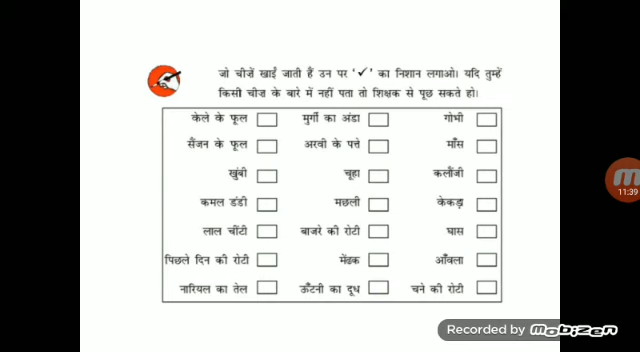 जो चीज़ें खाई जाती हैं उन पर ‘✓’ का निशान लगाओ। यदि तुम्हें
किसी चीज़ के बारे में नहीं पता तो शिक्षक से पूछ सकते हो।
केले के फूल मुर्गी का अंडा गोभी
सैंजन के फूल अरवी के पत्ते माँस
खुंबी चूहा कलौंजी
कमल डंडी मछली केकड़
लाल चींटी बाजरे की रोटी घास
पिछले दिन की रोटी मेंढक आँवला
नारियल का तेल ऊँटनी का दूध चने की रोटी
11:39
Recorded by Mobizen